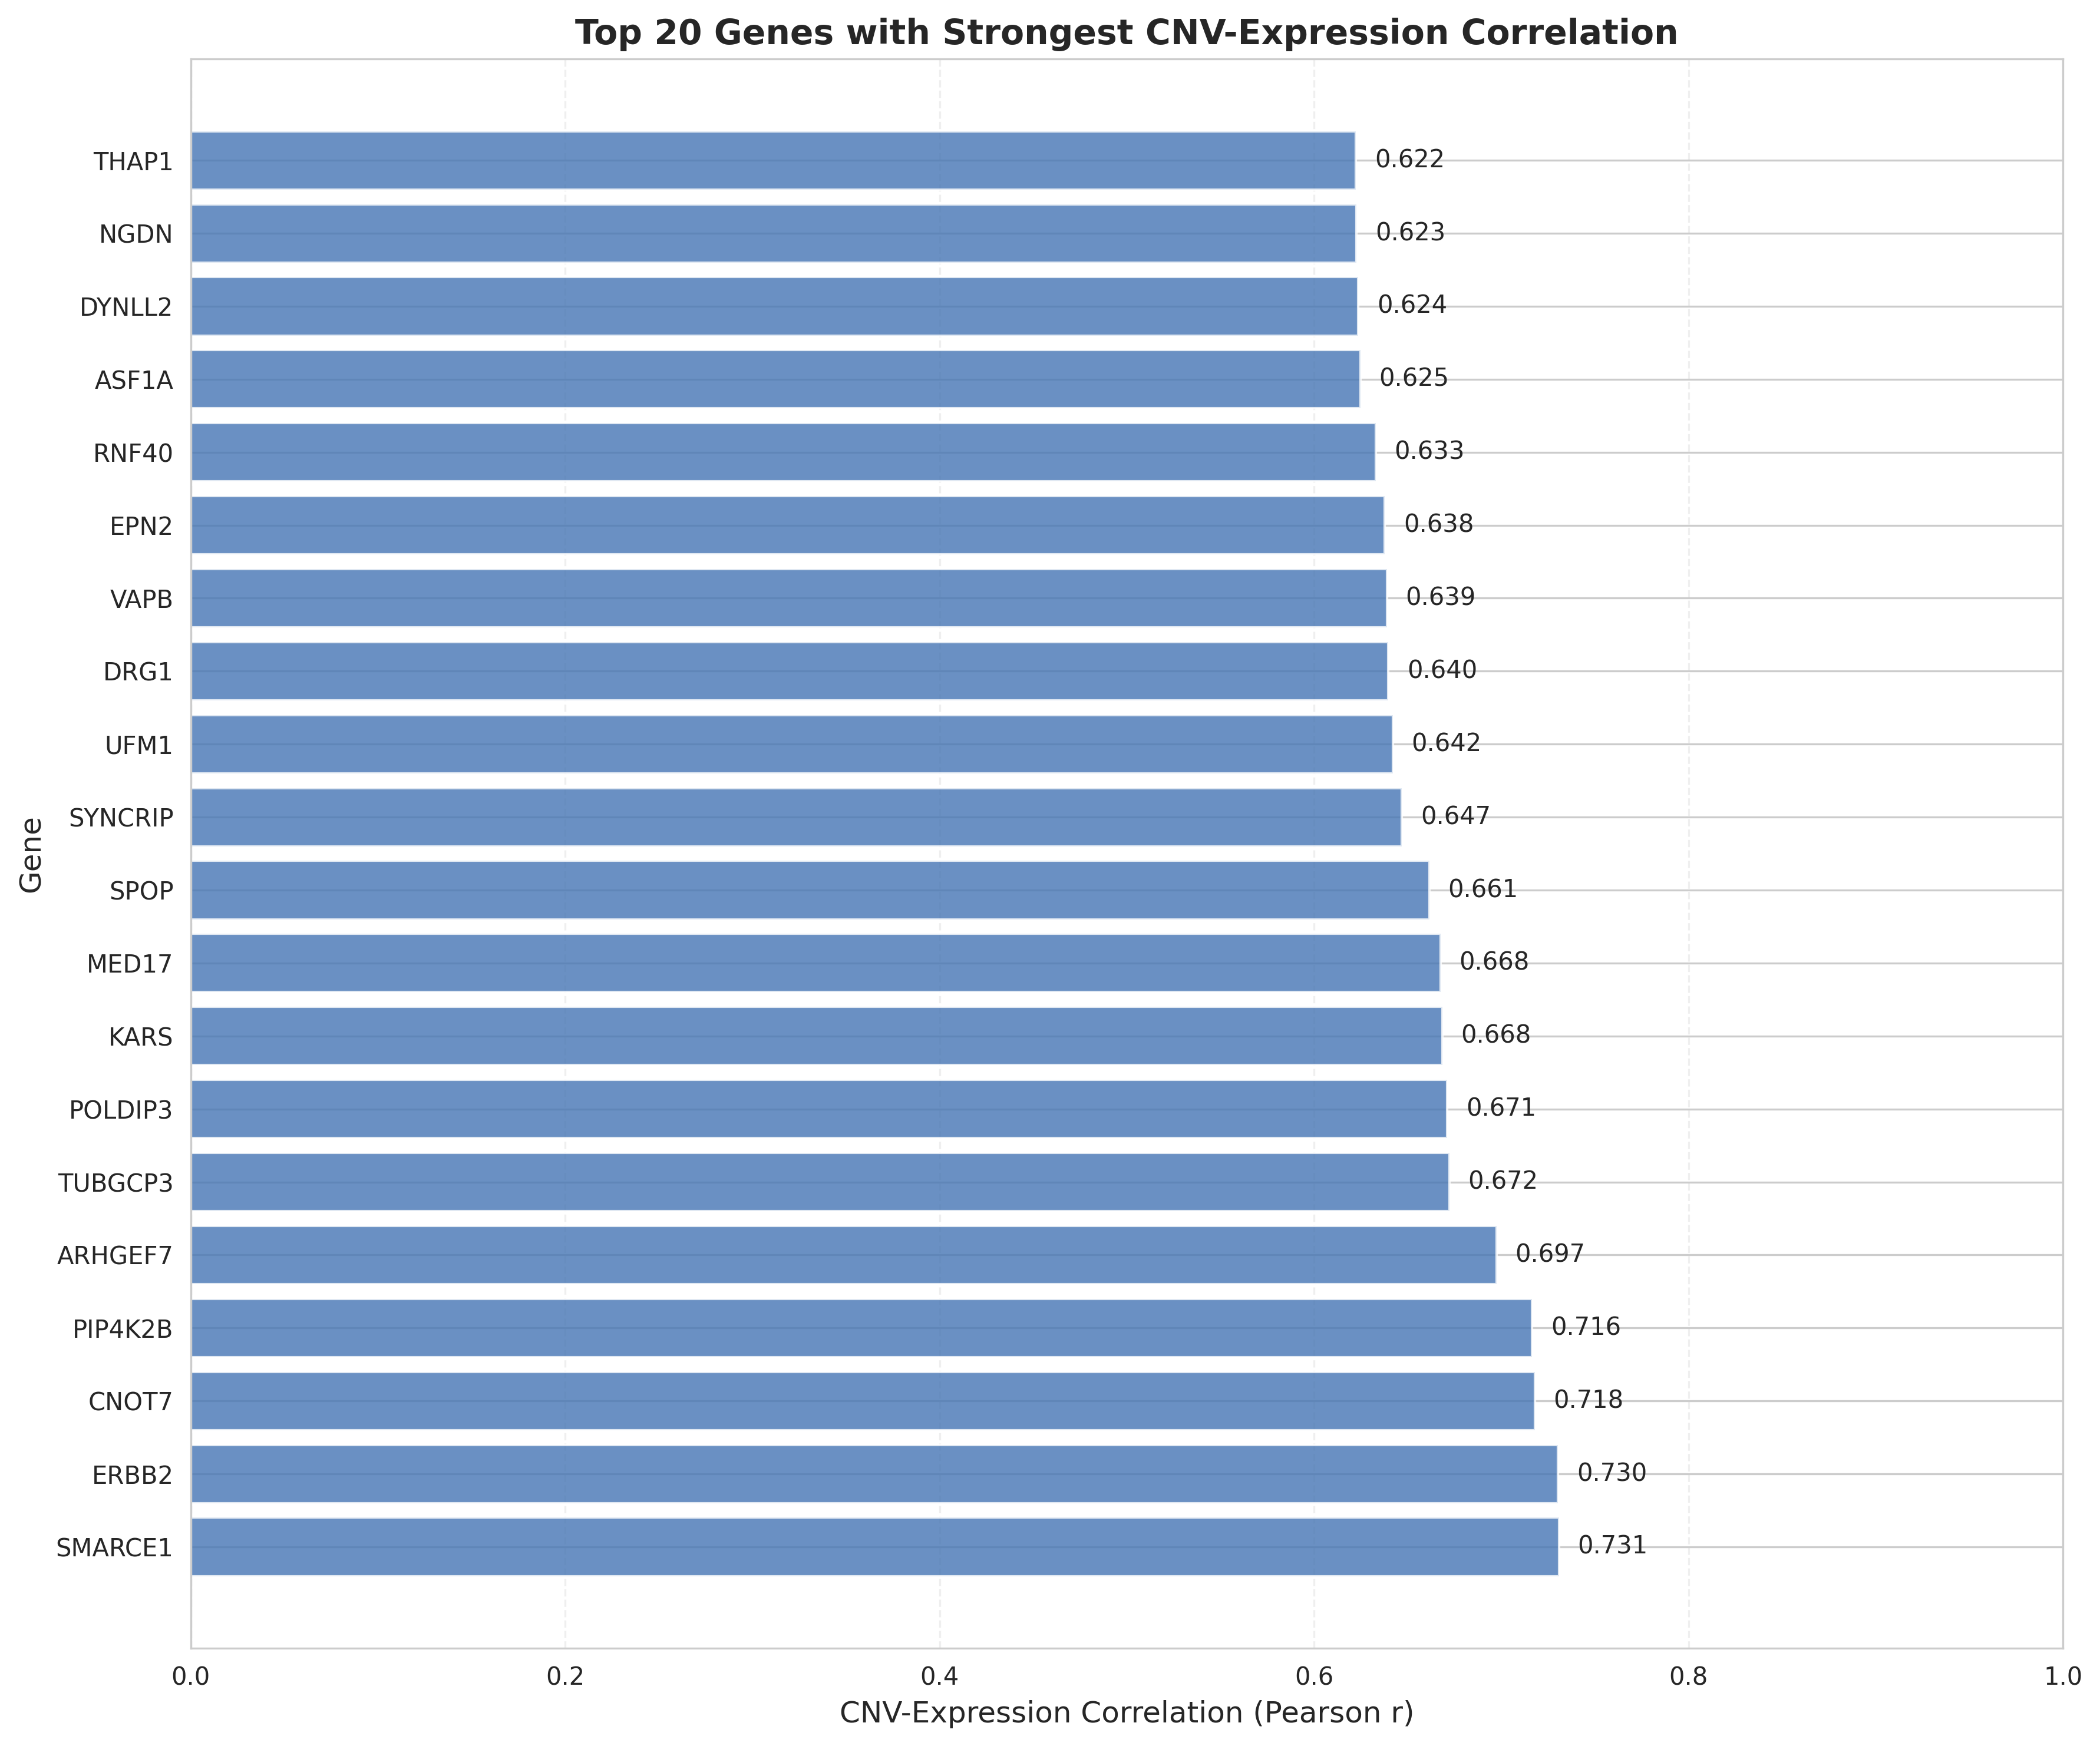 Top 20 Genes with Strongest CNV-Expression Correlation
THAP1 0.622
NGDN 0.623
DYNLL2 0.624
ASF1A 0.625
RNF40 0.633
EPN2 0.638
VAPB 0.639
DRG1 0.640
UFM1 0.642
SYNCRIP 0.647
SPOP 0.661
MED17 0.668
KARS 0.668
POLDIP3 0.671
TUBGCP3 0.672
ARHGEF7 0.697
PIP4K2B 0.716
CNOT7 0.718
ERBB2 0.730
SMARCE1 0.731
Gene
0.0 0.2 0.4 0.6 0.8 1.0
CNV-Expression Correlation (Pearson r)